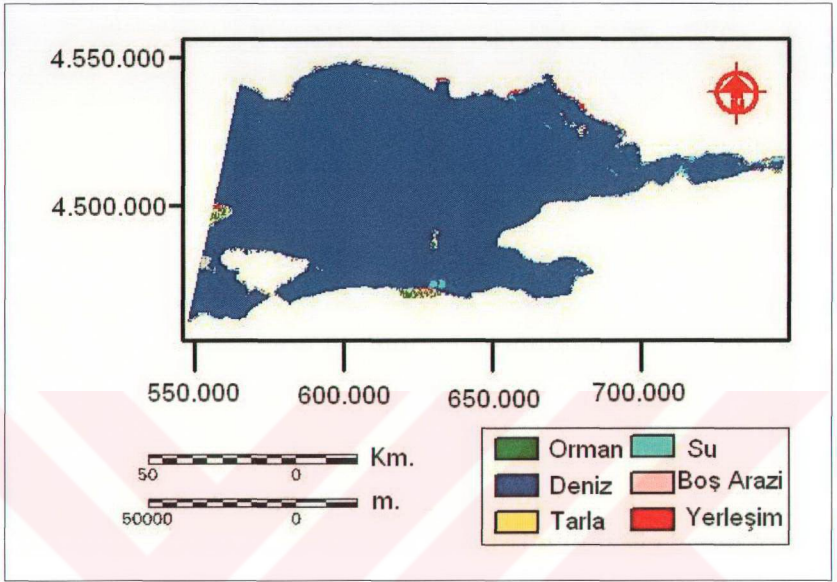 4.550.000
4.500.000
550.000
600.000
650.000
700.000
50 0 Km.
50000 0 m.
Orman
Su
Deniz
Boş Arazi
Tarla
Yerleşim